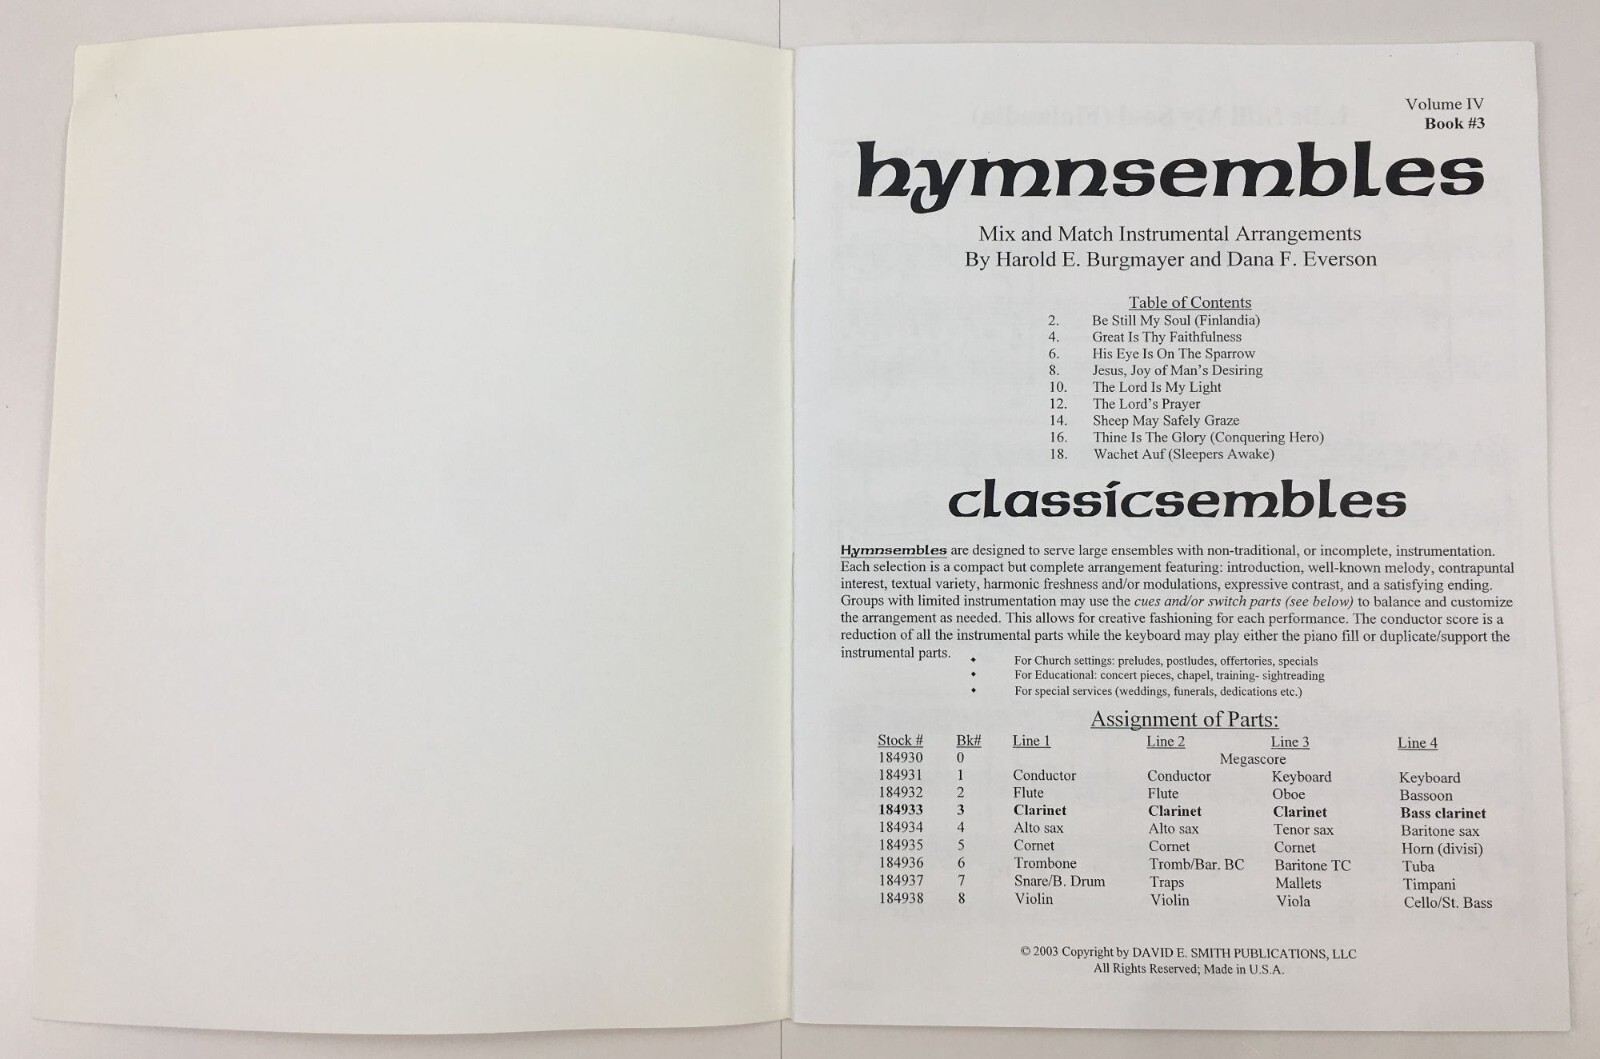 Volume IV
Book #3
hymnsembles
Mix and Match Instrumental Arrangements
By Harold E. Burgmayer and Dana F. Everson
Table of Contents
2. Be Still My Soul (Finlandia)
4. Great Is Thy Faithfulness
6. His Eye Is On The Sparrow
8. Jesus, Joy of Man's Desiring
10. The Lord Is My Light
12. The Lord's Prayer
14. Sheep May Safely Graze
16. Thine Is The Glory (Conquering Hero)
18. Wachet Auf (Sleepers Awake)
classicsembles
Hymnsembles are designed to serve large ensembles with non-traditional, or incomplete, instrumentation.
Each selection is a compact but complete arrangement featuring: introduction, well-known melody, contrapuntal
interest, textual variety, harmonic freshness and/or modulations, expressive contrast, and a satisfying ending.
Groups with limited instrumentation may use the cues and/or switch parts (see below) to balance and customize
the arrangement as needed. This allows for creative fashioning for each performance. The conductor score is a
reduction of all the instrumental parts while the keyboard may play either the piano fill or duplicate/support the
instrumental parts.
• For Church settings: preludes, postludes, offertories, specials
• For Educational: concert pieces, chapel, training- sightreading
• For special services (weddings, funerals, dedications etc.)
Assignment of Parts:
Stock # Bk# Line 1 Line 2 Line 3 Line 4
184930 0 Megascore
184931 1 Conductor Conductor Keyboard Keyboard
184932 2 Flute Flute Oboe Bassoon
184933 3 Clarinet Clarinet Clarinet Bass clarinet
184934 4 Alto sax Alto sax Tenor sax Baritone sax
184935 5 Cornet Cornet Cornet Horn (divisi)
184936 6 Trombone Tromb/Bar. BC Baritone TC Tuba
184937 7 Snare/B. Drum Traps Mallets Timpani
184938 8 Violin Violin Viola Cello/St. Bass
© 2003 Copyright by DAVID E. SMITH PUBLICATIONS, LLC
All Rights Reserved; Made in U.S.A.